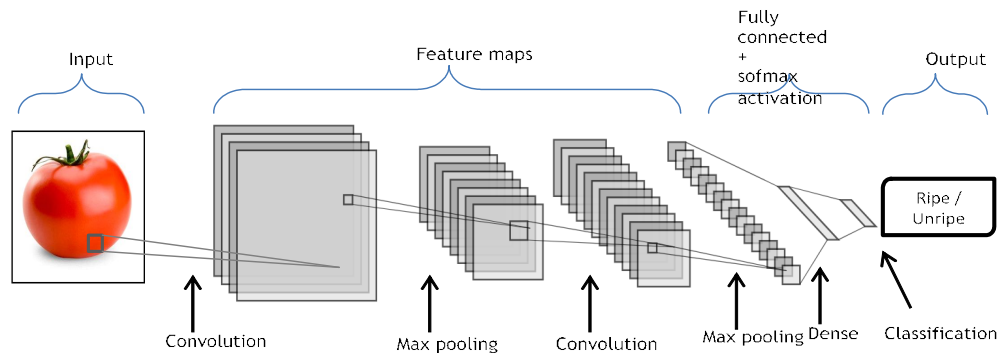 Input
Feature maps
Fully
connected
+
sofmax
activation
Output
Ripe /
Unripe
Convolution
Max pooling
Convolution
Max pooling
Dense
Classification